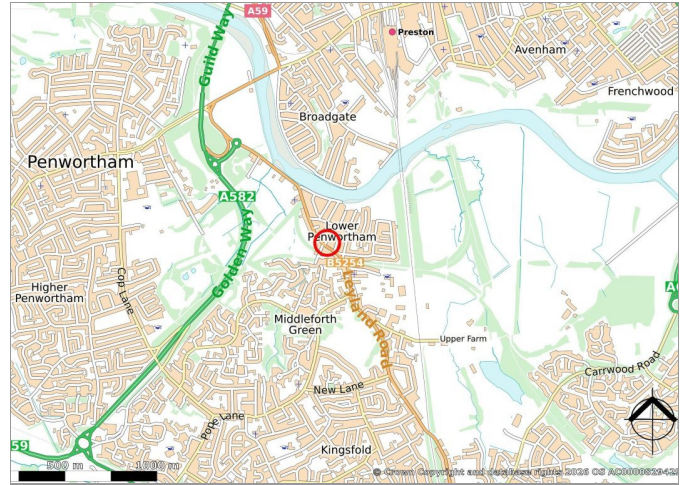 A59
Guild Way
Preston
Avenham
Frenchwood
Broadgate
Penwortham
A582
Golden Way
Lower
Penwortham
B5254
Leyland Road
Cop Lane
Higher
Penwortham
Middleforth
Green
Upper Farm
Carrwood Road
New Lane
Pope Lane
Kingsfold
59
500 m
1000 m
© Crown Copyright and database rights 2026 OS